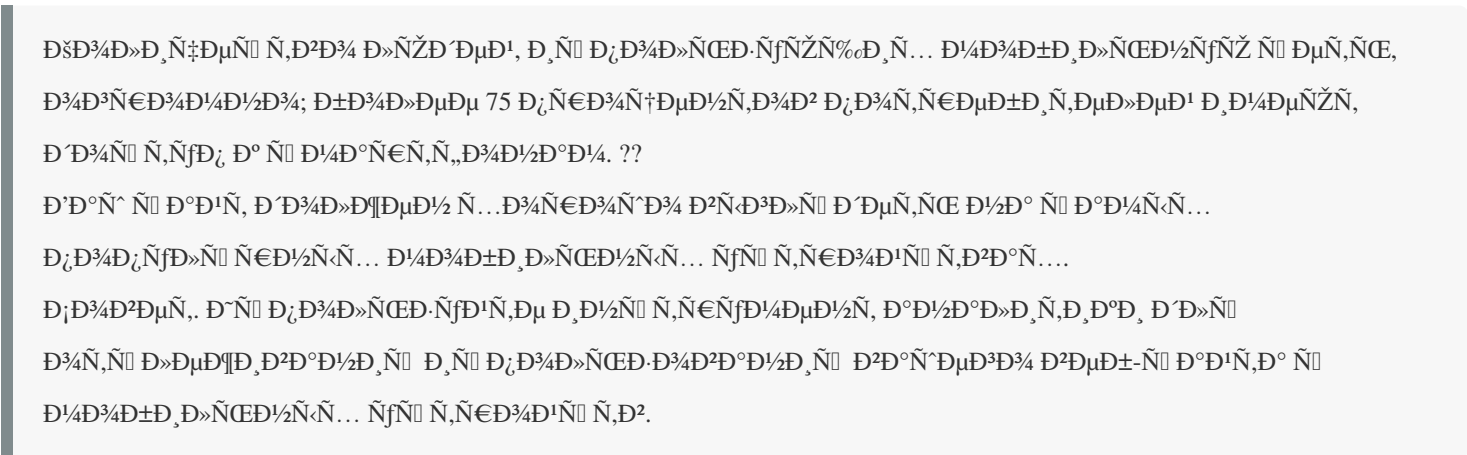 ÐšÐ¾Ð»Ð¸Ñ‡ÐµÑ□ Ñ‚Ð²Ð¾ Ð»ÑŽÐ´ÐµÐ¹, Ð¸Ñ□ Ð¿Ð¾Ð»ÑŒÐ·ÑƒÑŽÑ‰Ð¸Ñ… Ð¼Ð¾Ð±Ð¸Ð»ÑŒÐ½ÑƒÑŽ Ñ□ ÐµÑ‚ÑŒ,
Ð¾Ð³Ñ€Ð¾Ð¼Ð½Ð¾; Ð±Ð¾Ð»ÐµÐµ 75 Ð¿Ñ€Ð¾Ñ†ÐµÐ½Ñ‚Ð¾Ð² Ð¿Ð¾Ñ‚Ñ€ÐµÐ±Ð¸Ñ‚ÐµÐ»ÐµÐ¹ Ð¸Ð¼ÐµÑŽÑ‚
Ð´Ð¾Ñ□ Ñ‚ÑƒÐ¿ Ðº Ñ□ Ð¼Ð°Ñ€Ñ‚Ñ„Ð¾Ð½Ð°Ð¼. ??
Ð’Ð°Ñˆ Ñ□ Ð°Ð¹Ñ‚ Ð´Ð¾Ð»Ð¶ÐµÐ½ Ñ…Ð¾Ñ€Ð¾ÑˆÐ¾ Ð²Ñ‹Ð³Ð»Ñ□ Ð´ÐµÑ‚ÑŒ Ð½Ð° Ñ□ Ð°Ð¼Ñ‹Ñ…
Ð¿Ð¾Ð¿ÑƒÐ»Ñ□ Ñ€Ð½Ñ‹Ñ… Ð¼Ð¾Ð±Ð¸Ð»ÑŒÐ½Ñ‹Ñ… ÑƒÑ□ Ñ‚Ñ€Ð¾Ð¹Ñ□ Ñ‚Ð²Ð°Ñ….
Ð¡Ð¾Ð²ÐµÑ‚. Ð˜Ñ□ Ð¿Ð¾Ð»ÑŒÐ·ÑƒÐ¹Ñ‚Ðµ Ð¸Ð½Ñ□ Ñ‚Ñ€ÑƒÐ¼ÐµÐ½Ñ‚ Ð°Ð½Ð°Ð»Ð¸Ñ‚Ð¸ÐºÐ¸ Ð´Ð»Ñ□
Ð¾Ñ‚Ñ□ Ð»ÐµÐ¶Ð¸Ð²Ð°Ð½Ð¸Ñ□ Ð¸Ñ□ Ð¿Ð¾Ð»ÑŒÐ·Ð¾Ð²Ð°Ð½Ð¸Ñ□ Ð²Ð°ÑˆÐµÐ³Ð¾ Ð²ÐµÐ±-Ñ□ Ð°Ð¹Ñ‚Ð° Ñ□
Ð¼Ð¾Ð±Ð¸Ð»ÑŒÐ½Ñ‹Ñ… ÑƒÑ□ Ñ‚Ñ€Ð¾Ð¹Ñ□ Ñ‚Ð².